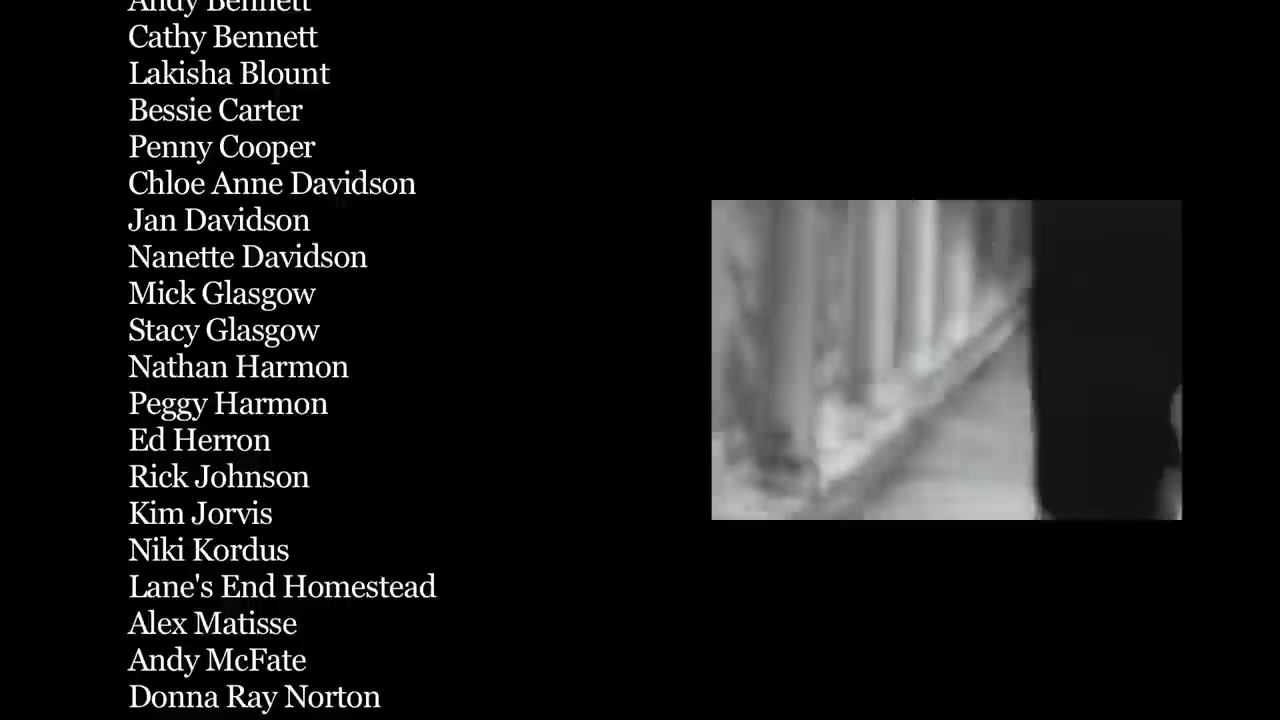 Andy Bennett
Cathy Bennett
Lakisha Blount
Bessie Carter
Penny Cooper
Chloe Anne Davidson
Jan Davidson
Nanette Davidson
Mick Glasgow
Stacy Glasgow
Nathan Harmon
Peggy Harmon
Ed Herron
Rick Johnson
Kim Jorvis
Niki Kordus
Lane's End Homestead
Alex Matisse
Andy McFate
Donna Ray Norton